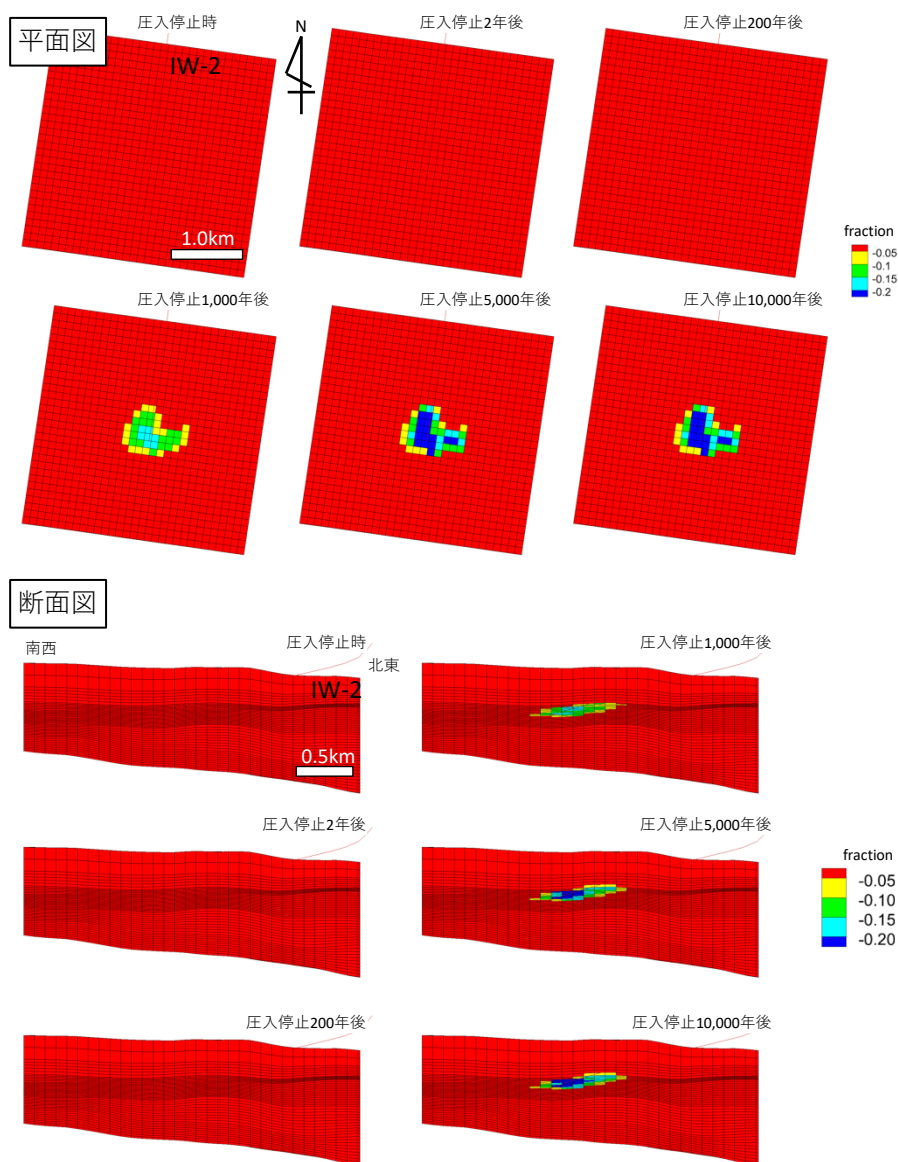 平面図
圧入停止時
N
圧入停止2年後
圧入停止200年後
IW-2
1.0km
fraction
-0.05
-0.1
-0.15
-0.2
圧入停止1,000年後
圧入停止5,000年後
圧入停止10,000年後
断面図
南西
圧入停止時
北東
IW-2
0.5km
圧入停止1,000年後
圧入停止2年後
圧入停止5,000年後
fraction
-0.05
-0.10
-0.15
-0.20
圧入停止200年後
圧入停止10,000年後